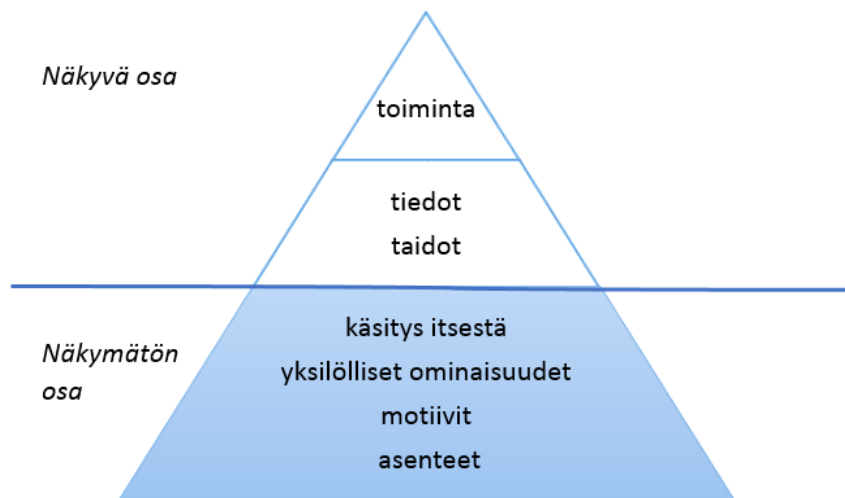 Näkyvä osa
toiminta
tiedot
taidot
käsitys itsestä
Näkymätön
osa
yksilölliset ominaisuudet
motiivit
asenteet